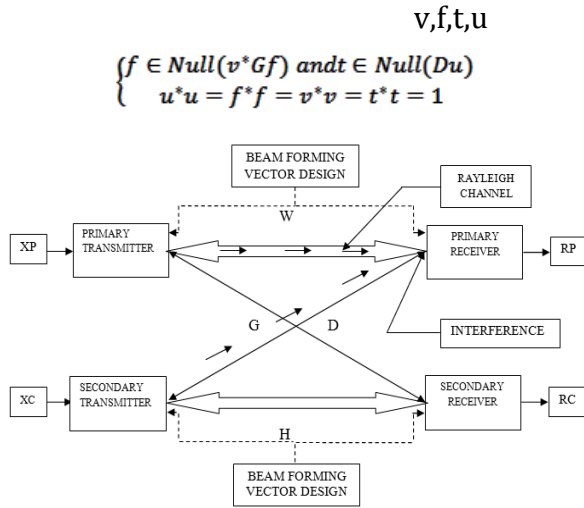 v,f,t,u
{f ∈ Null(v*Gf) andt ∈ Null(Du)
u*u = f*f = v*v = t*t = 1
BEAM FORMING
VECTOR DESIGN
RAYLEIGH
CHANNEL
W
XP
PRIMARY
TRANSMITTER
PRIMARY
RECEIVER
RP
G
D
INTERFERENCE
XC
SECONDARY
TRANSMITTER
SECONDARY
RECEIVER
RC
H
BEAM FORMING
VECTOR DESIGN